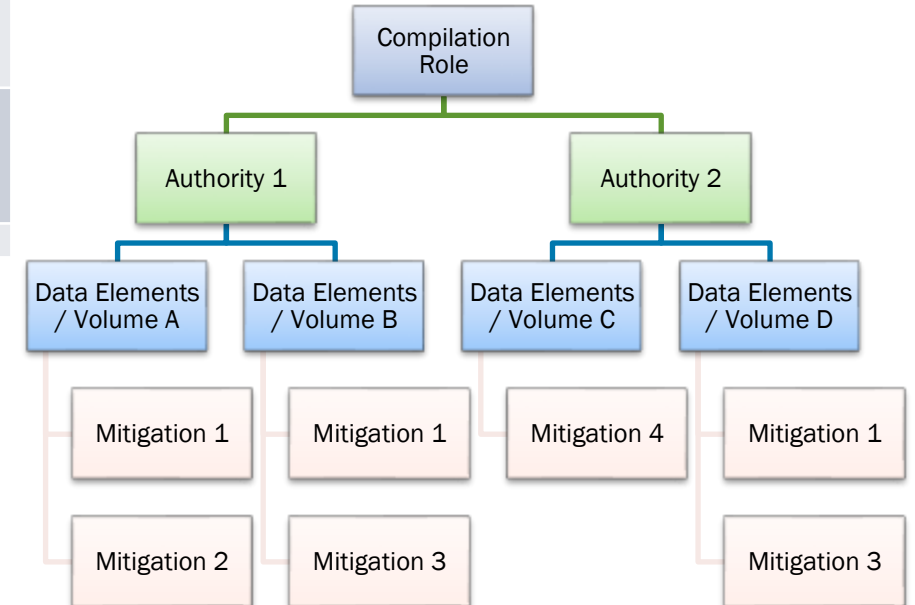 Compilation
Role
Authority 1
Authority 2
Data Elements
/ Volume A
Data Elements
/ Volume B
Data Elements
/ Volume C
Data Elements
/ Volume D
Mitigation 1
Mitigation 1
Mitigation 4
Mitigation 1
Mitigation 2
Mitigation 3
Mitigation 3